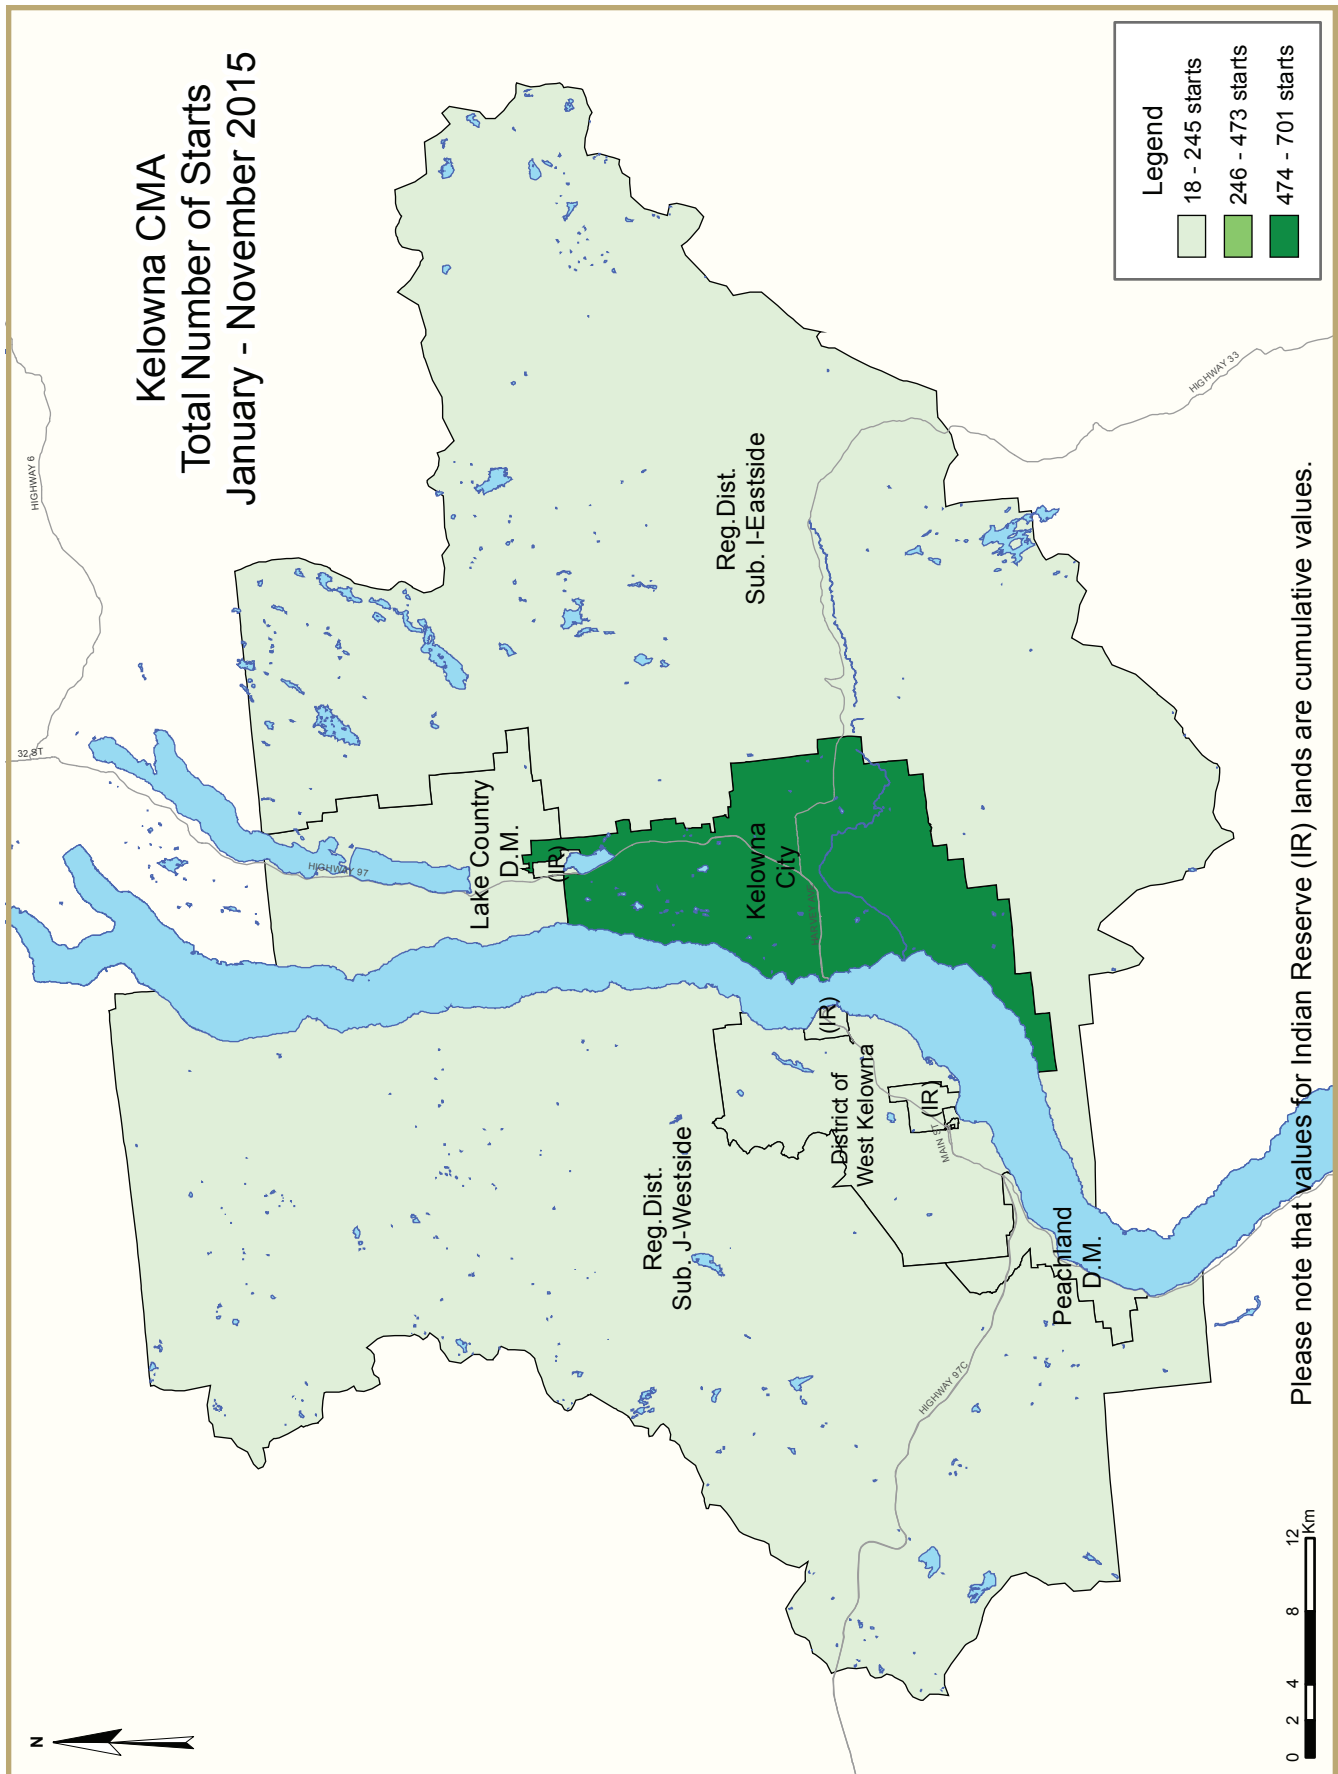 Kelowna CMA
Total Number of Starts
January - November 2015
Legend
18 - 245 starts
246 - 473 starts
474 - 701 starts
N
HIGHWAY 6
32 ST
HIGHWAY 97
HIGHWAY 33
Lake Country
D.M.
(IR)
Reg.Dist.
Sub. I-Eastside
Kelowna
City
(IR)
District of
West Kelowna
(IR)
MAIN ST
Reg.Dist.
Sub. J-Westside
Peachland
D.M.
HIGHWAY 97C
0 2 4 8 12
Km
Please note that values for Indian Reserve (IR) lands are cumulative values.